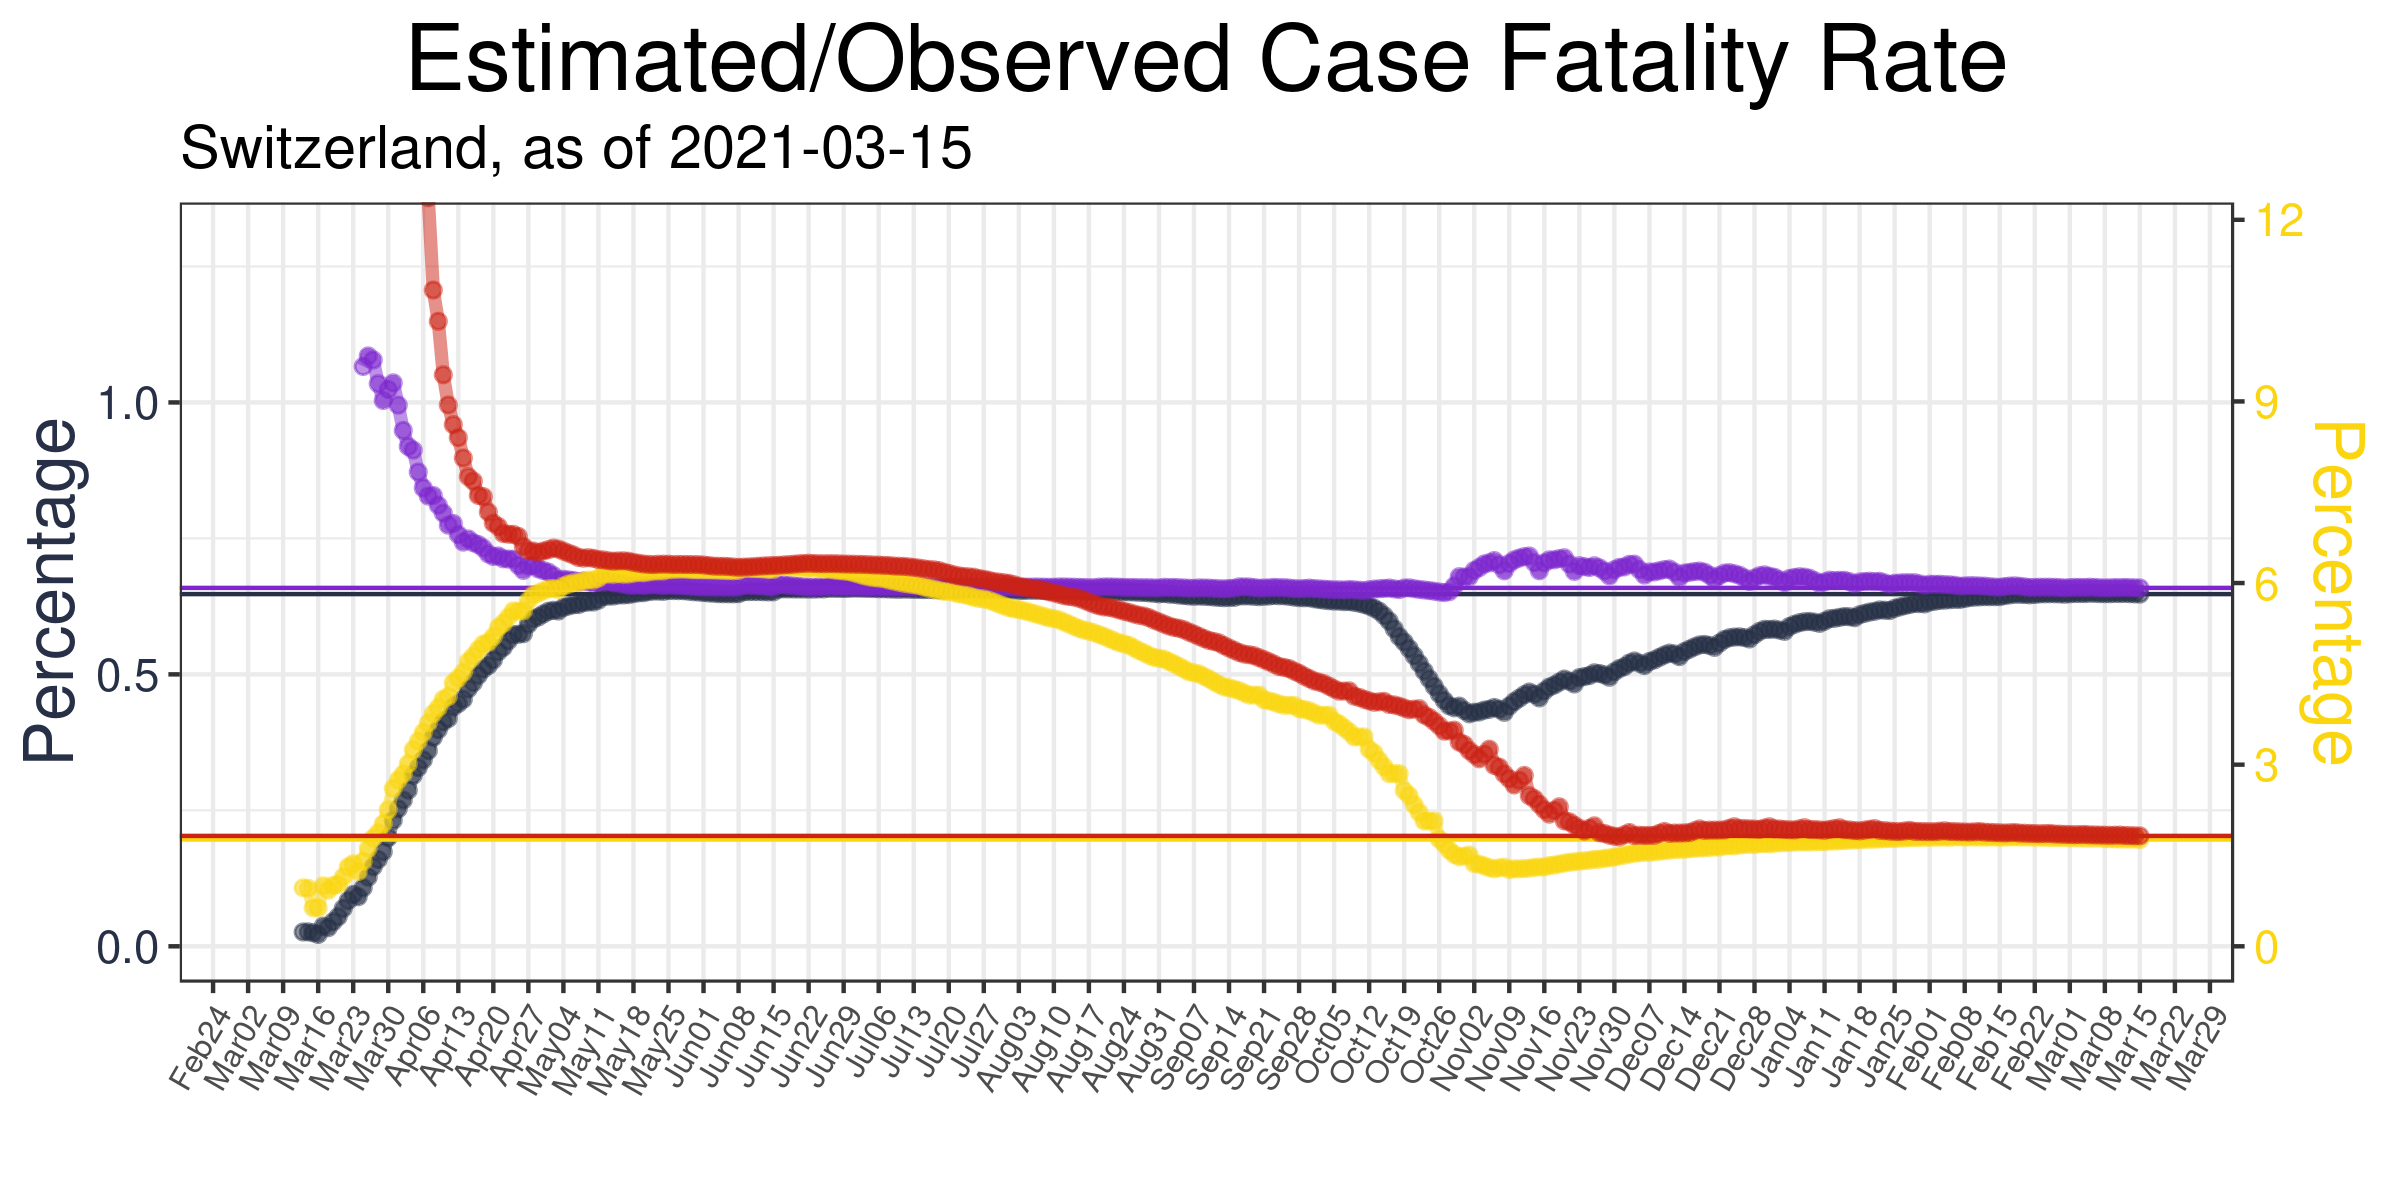 Estimated/Observed Case Fatality Rate
Switzerland, as of 2021-03-15
Percentage
1.0
0.5
0.0
12
9
6
3
0
Percentage
Feb24
Mar02
Mar09
Mar16
Mar23
Mar30
Apr06
Apr13
Apr20
Apr27
May04
May11
May18
May25
Jun01
Jun08
Jun15
Jun22
Jun29
Jul06
Jul13
Jul20
Jul27
Aug03
Aug10
Aug17
Aug24
Aug31
Sep07
Sep14
Sep21
Sep28
Oct05
Oct12
Oct19
Oct26
Nov02
Nov09
Nov16
Nov23
Nov30
Dec07
Dec14
Dec21
Dec28
Jan04
Jan11
Jan18
Jan25
Feb01
Feb08
Feb15
Feb22
Mar01
Mar08
Mar15
Mar22
Mar29